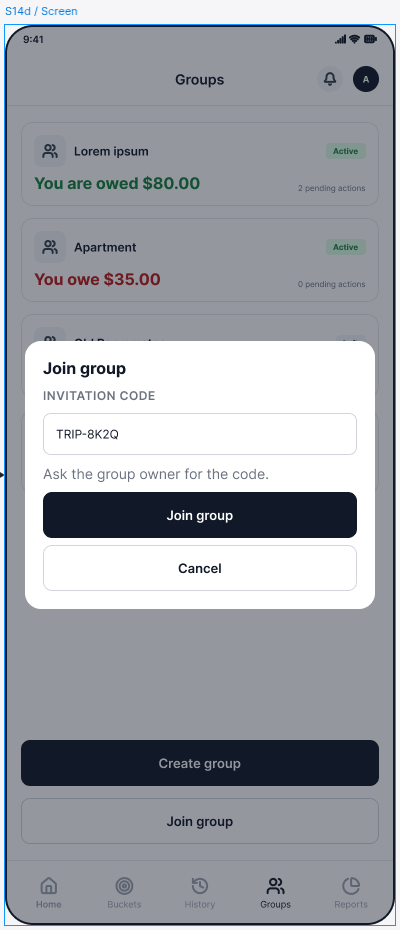 S14d / Screen
9:41
Groups
A
Lorem ipsum
Active
You are owed $80.00
2 pending actions
Apartment
Active
You owe $35.00
0 pending actions
Join group
INVITATION CODE
TRIP-8K2Q
Ask the group owner for the code.
Join group
Cancel
Create group
Join group
Home
Buckets
History
Groups
Reports